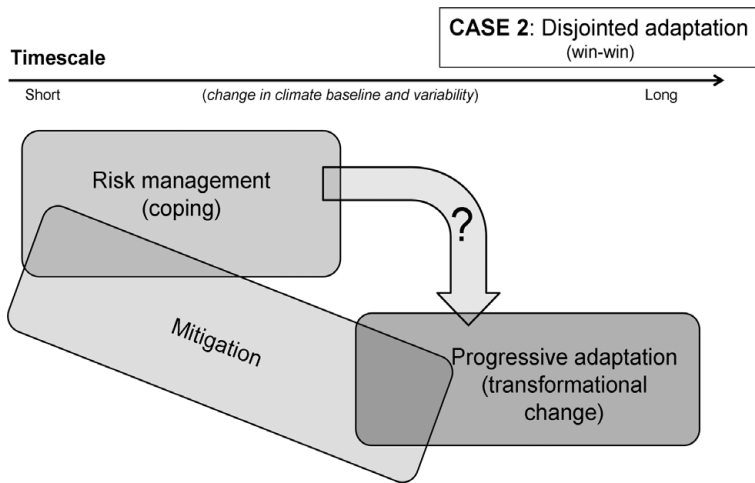 CASE 2: Disjointed adaptation
(win-win)
Timescale
Short
(change in climate baseline and variability)
Long
Risk management
(coping)
?
Mitigation
Progressive adaptation
(transformational
change)